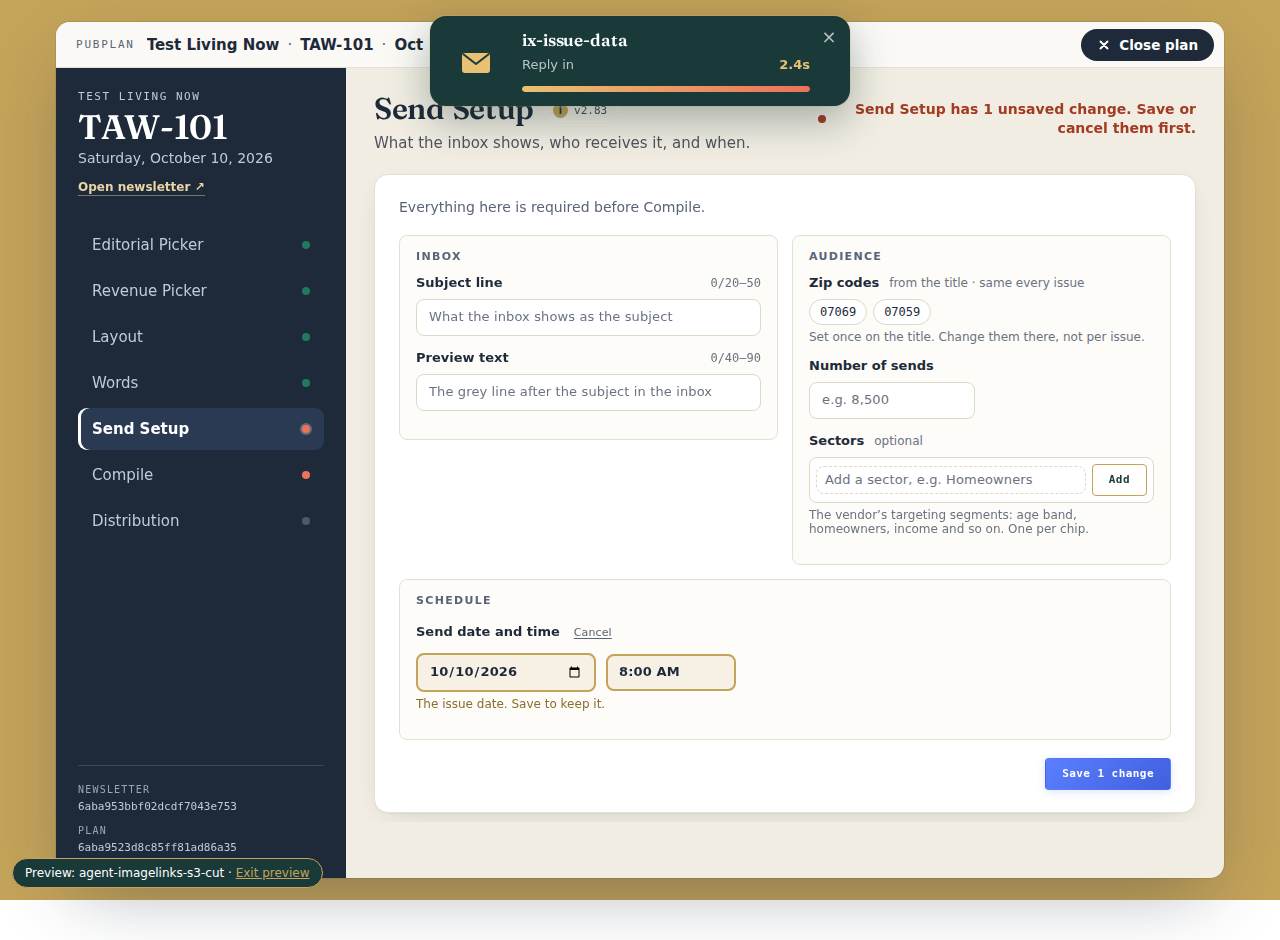 PUBPLAN Test Living Now · TAW-101 · Oct
ix-issue-data
Reply in 2.4s
Close plan
TEST LIVING NOW
TAW-101
Saturday, October 10, 2026
Open newsletter ↗
Editorial Picker
Revenue Picker
Layout
Words
Send Setup
Compile
Distribution
NEWSLETTER
6aba953bbf02dcdf7043e753
PLAN
6aba9523d8c85ff81ad86a35
Preview: agent-imagelinks-s3-cut · Exit preview
Send Setup v2.83
What the inbox shows, who receives it, and when.
Send Setup has 1 unsaved change. Save or
cancel them first.
Everything here is required before Compile.
INBOX
Subject line 0/20–50
What the inbox shows as the subject
Preview text 0/40–90
The grey line after the subject in the inbox
AUDIENCE
Zip codes from the title · same every issue
07069 07059
Set once on the title. Change them there, not per issue.
Number of sends
e.g. 8,500
Sectors optional
Add a sector, e.g. Homeowners Add
The vendor’s targeting segments: age band,
homeowners, income and so on. One per chip.
SCHEDULE
Send date and time Cancel
10/10/2026 8:00 AM
The issue date. Save to keep it.
Save 1 change